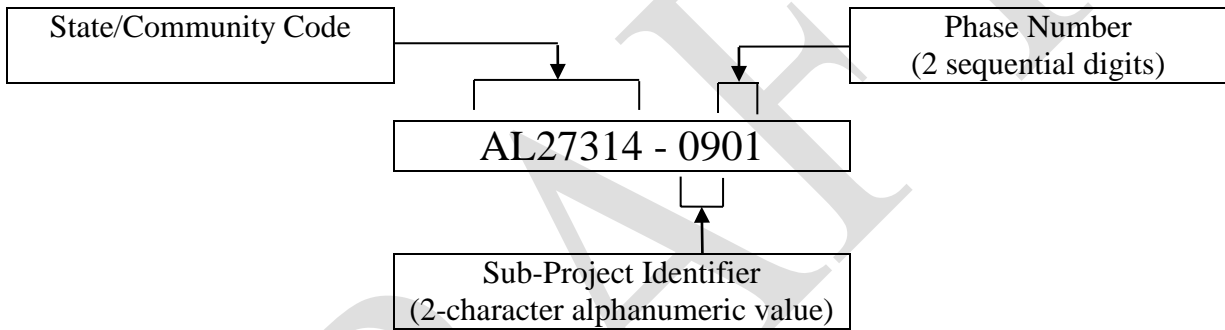 State/Community Code
Phase Number
(2 sequential digits)
AL27314 - 0901
Sub-Project Identifier
(2-character alphanumeric value)